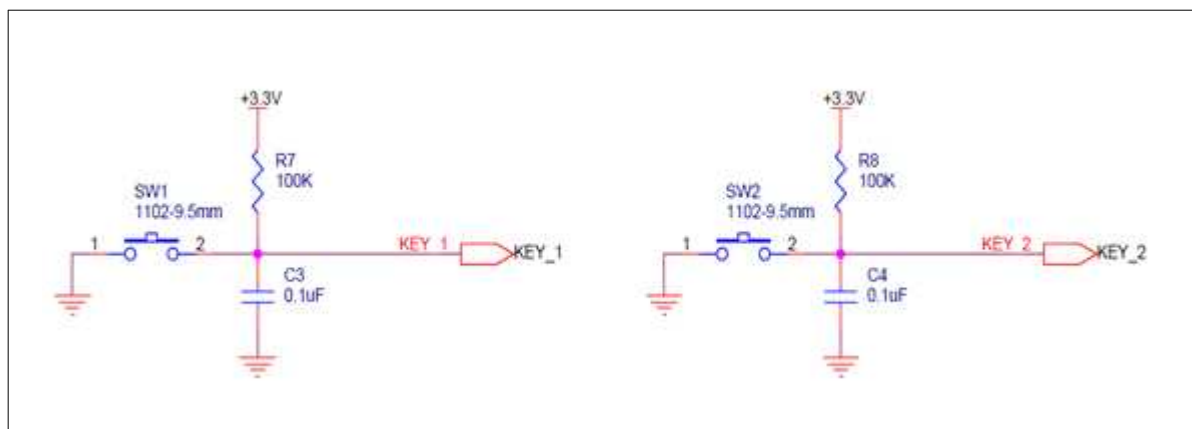 +3.3V
R7
100K
SW1
1102-9.5mm
1
2
KEY_1
KEY_1
C3
0.1uF
+3.3V
R8
100K
SW2
1102-9.5mm
1
2
KEY_2
KEY_2
C4
0.1uF